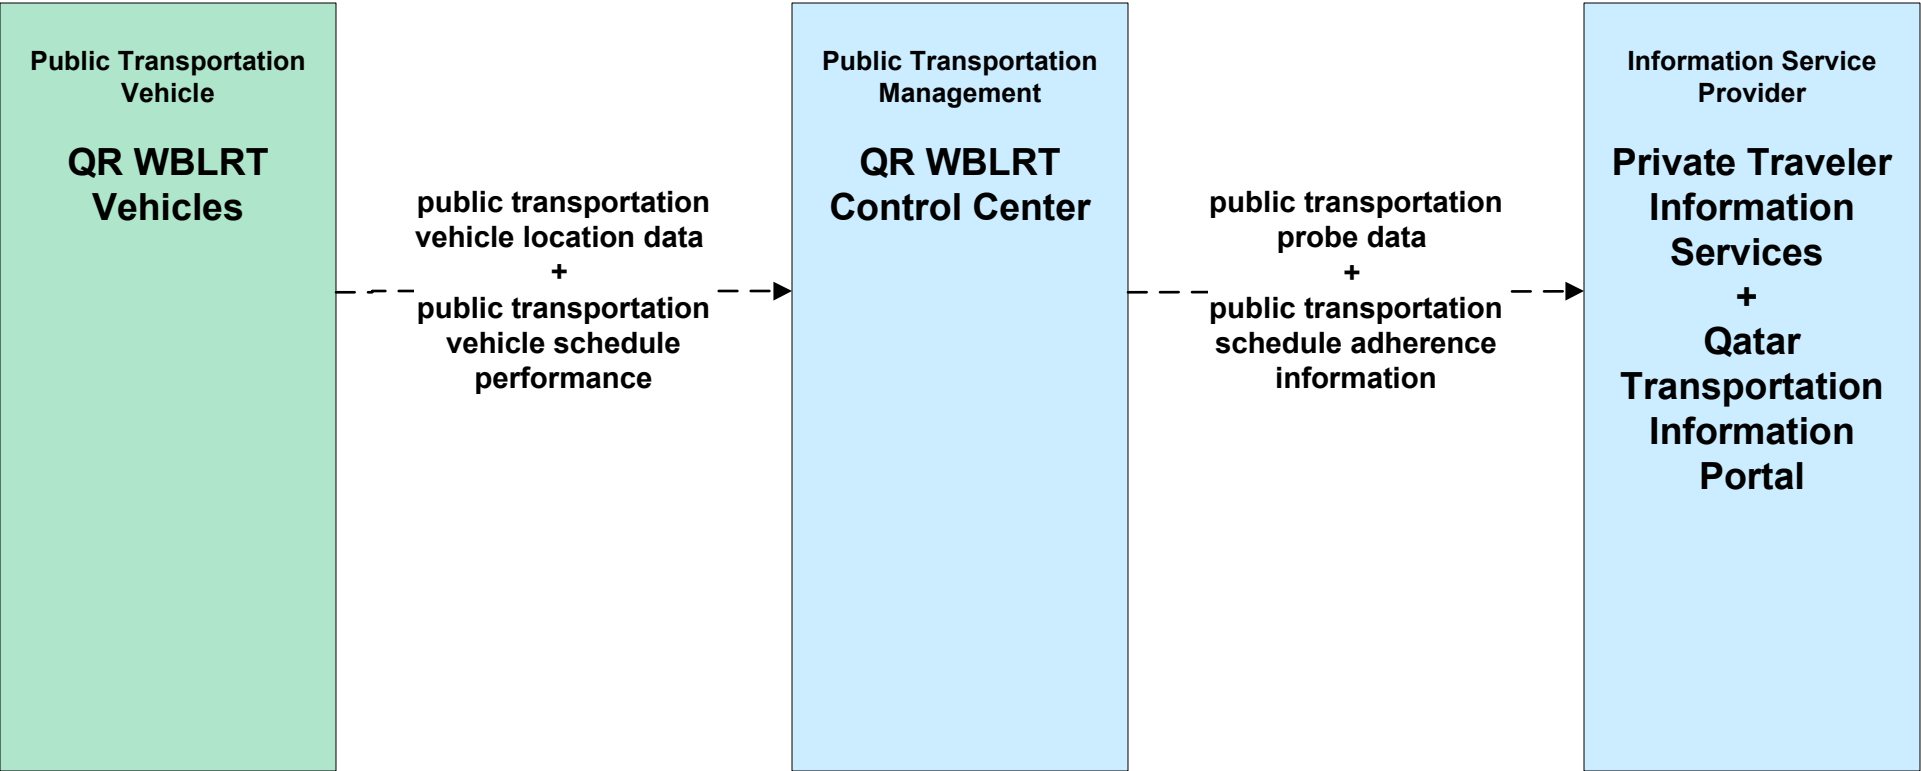 Public Transportation
Vehicle
QR WBLRT
Vehicles
public transportation
vehicle location data
+
public transportation
vehicle schedule
performance
Public Transportation
Management
QR WBLRT
Control Center
public transportation
probe data
+
public transportation
schedule adherence
information
Information Service
Provider
Private Traveler
Information
Services
+
Qatar
Transportation
Information
Portal